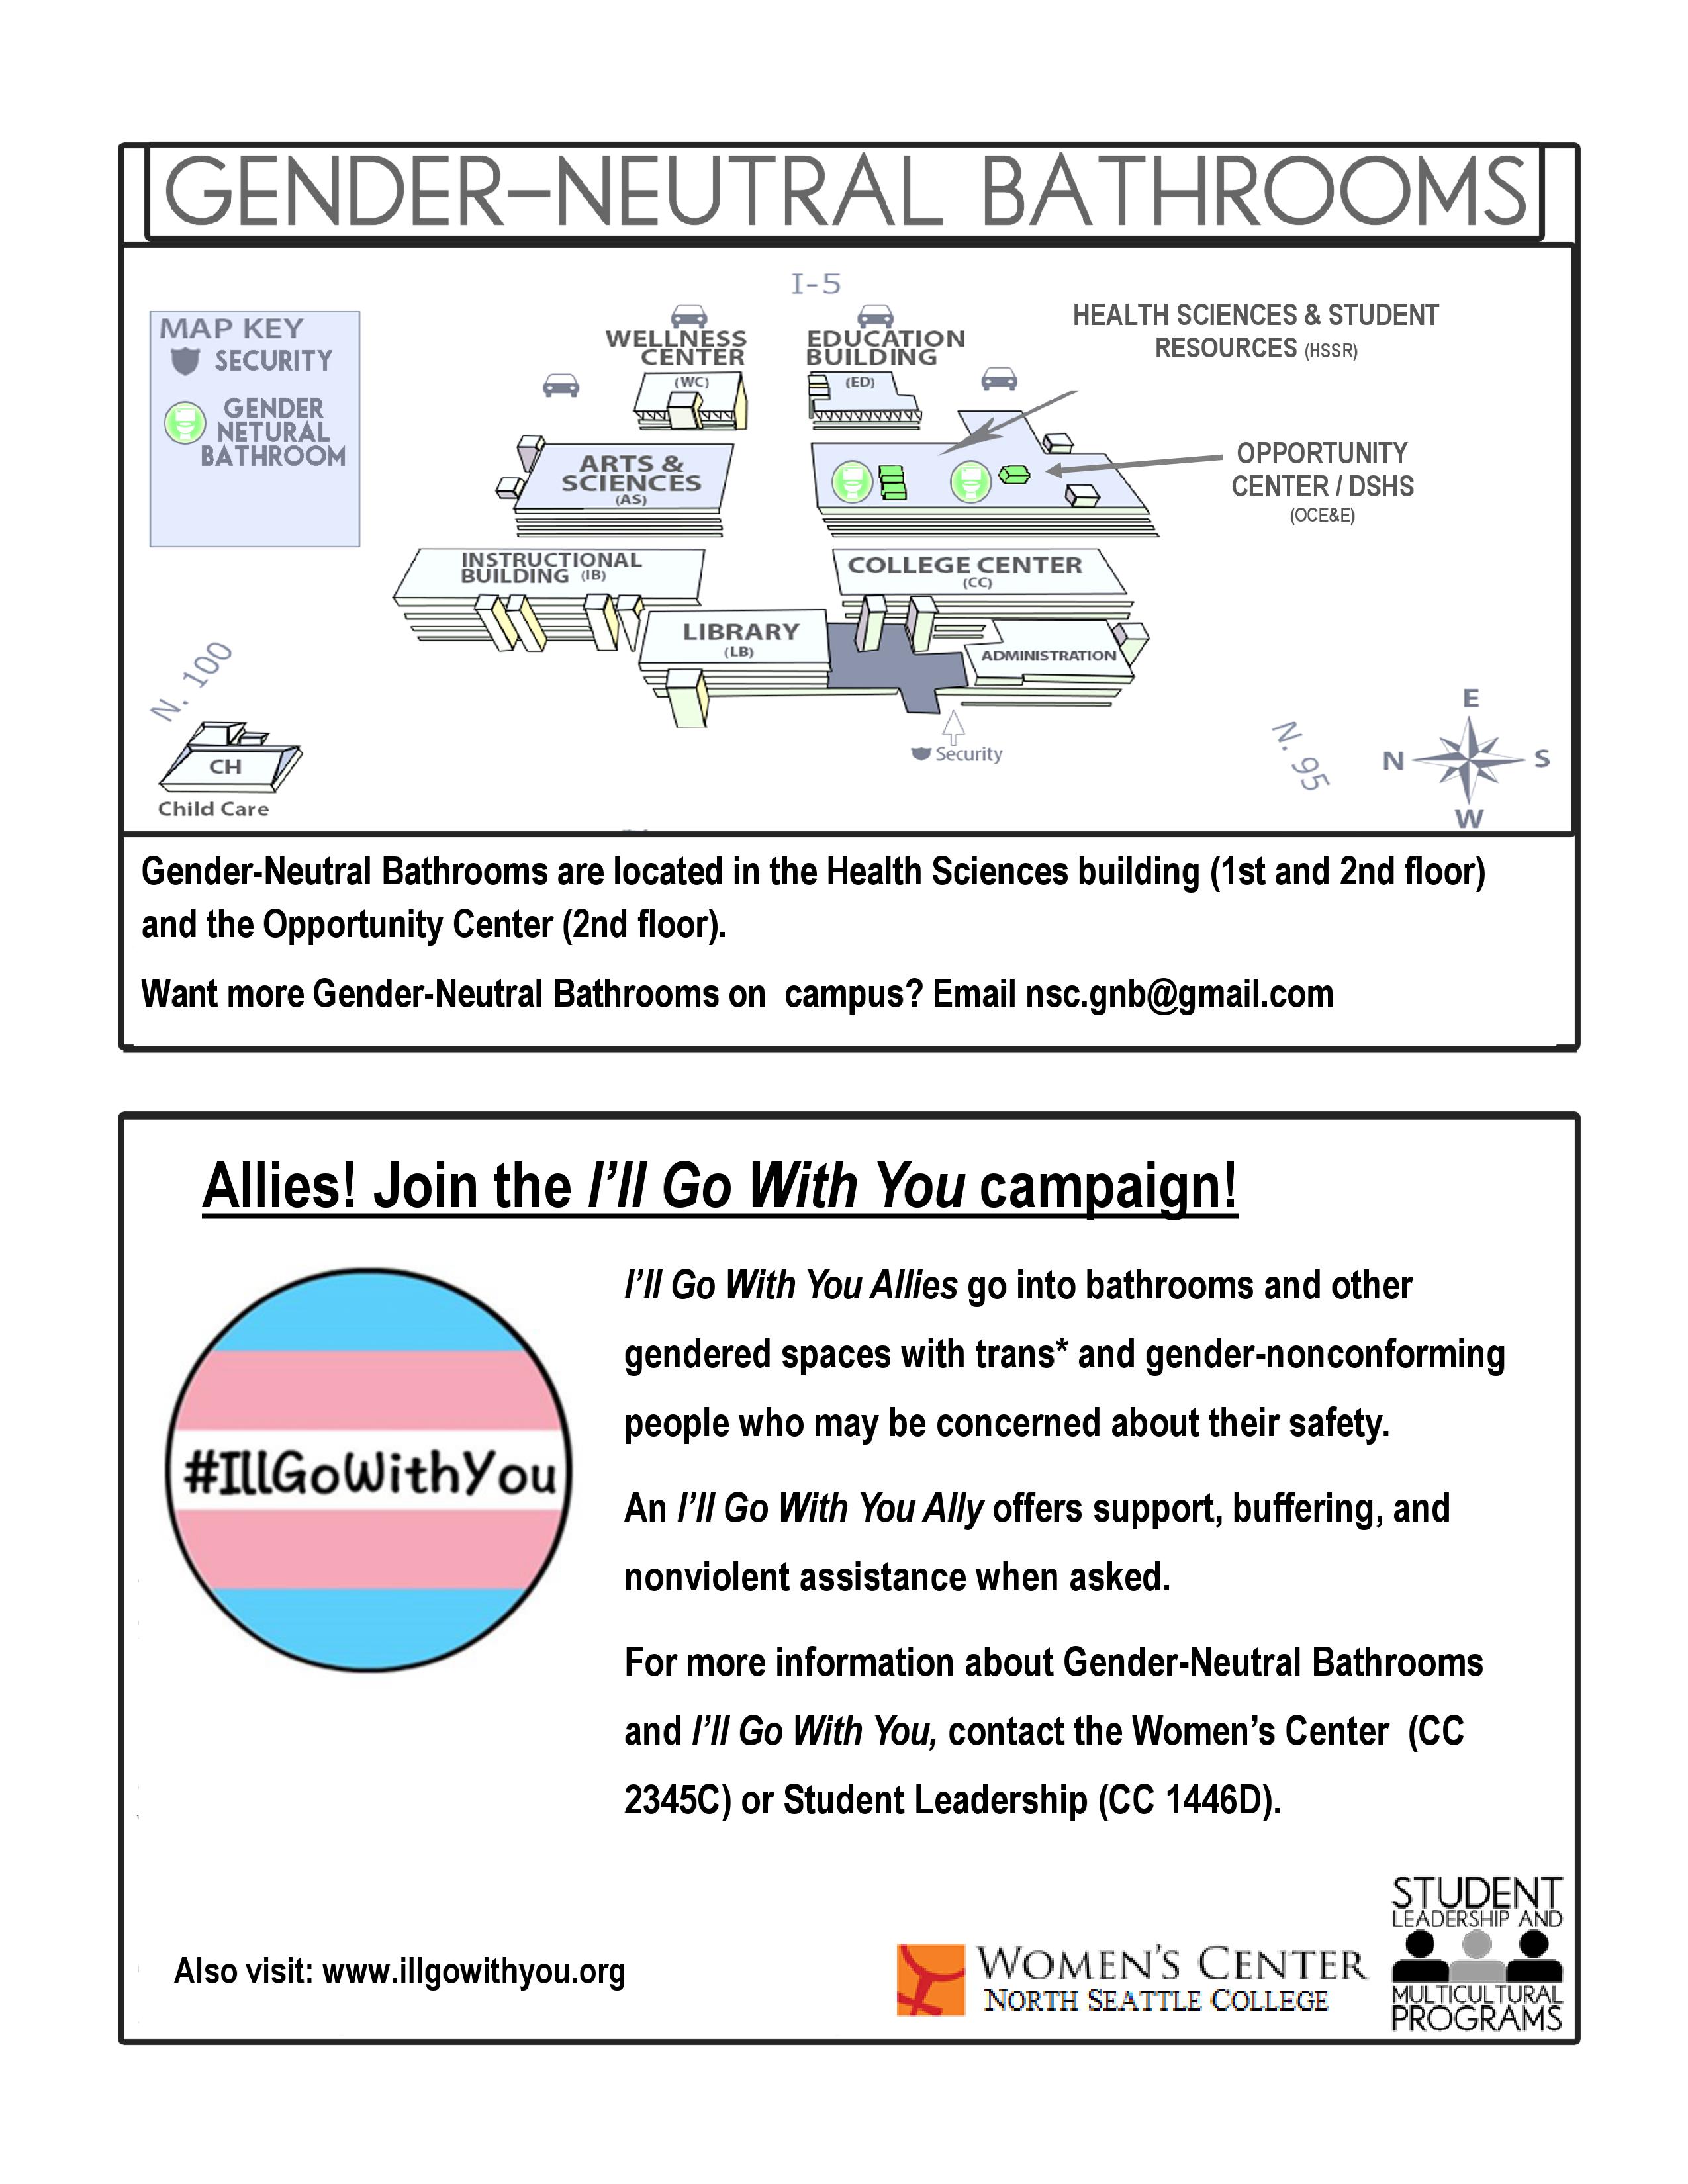 GENDER-NEUTRAL BATHROOMS
I-5
MAP KEY
SECURITY
GENDER
NETURAL
BATHROOM
WELLNESS
CENTER
(WC)
EDUCATION
BUILDING
(ED)
HEALTH SCIENCES & STUDENT
RESOURCES (HSSR)
ARTS &
SCIENCES
(AS)
OPPORTUNITY
CENTER / DSHS
(OCE&E)
INSTRUCTIONAL
BUILDING (IB)
COLLEGE CENTER
(CC)
LIBRARY
(LB)
ADMINISTRATION
N. 100
CH
Child Care
Security
N. 95
E
N
S
W
Gender-Neutral Bathrooms are located in the Health Sciences building (1st and 2nd floor)
and the Opportunity Center (2nd floor).
Want more Gender-Neutral Bathrooms on  campus? Email nsc.gnb@gmail.com
Allies! Join the I’ll Go With You campaign!
#IllGoWithYou
I’ll Go With You Allies go into bathrooms and other
gendered spaces with trans* and gender-nonconforming
people who may be concerned about their safety.
An I’ll Go With You Ally offers support, buffering, and
nonviolent assistance when asked.
For more information about Gender-Neutral Bathrooms
and I’ll Go With You, contact the Women’s Center  (CC
2345C) or Student Leadership (CC 1446D).
Also visit: www.illgowithyou.org
WOMEN'S CENTER
NORTH SEATTLE COLLEGE
STUDENT
LEADERSHIP AND
MULTICULTURAL
PROGRAMS